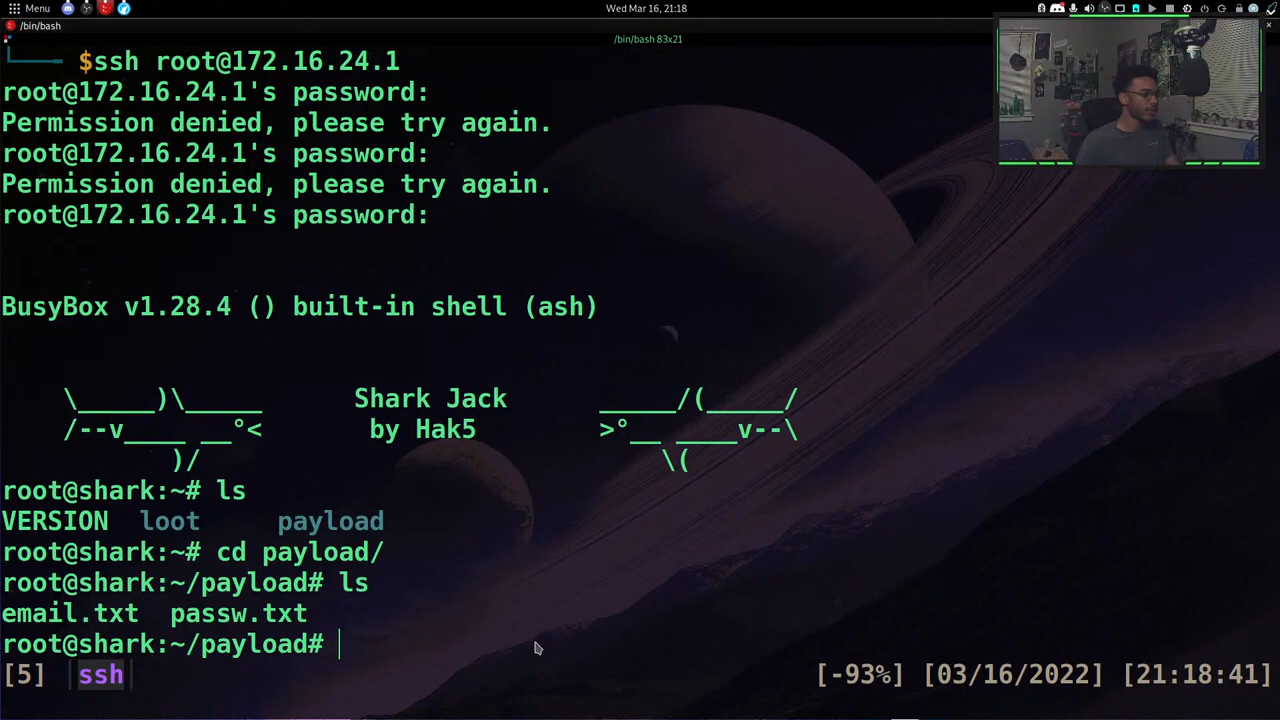 Menu
Wed Mar 16, 21:18
/bin/bash
/bin/bash 83x21
$ssh root@172.16.24.1
root@172.16.24.1's password:
Permission denied, please try again.
root@172.16.24.1's password:
Permission denied, please try again.
root@172.16.24.1's password:
BusyBox v1.28.4 () built-in shell (ash)
\_____)\_____ Shark Jack _____/(_____/
/--v____ __°< by Hak5 >°__ ____v--\
)/ \(
root@shark:~# ls
VERSION loot payload
root@shark:~# cd payload/
root@shark:~/payload# ls
email.txt passw.txt
root@shark:~/payload#
[5] ssh [-93%] [03/16/2022] [21:18:41]